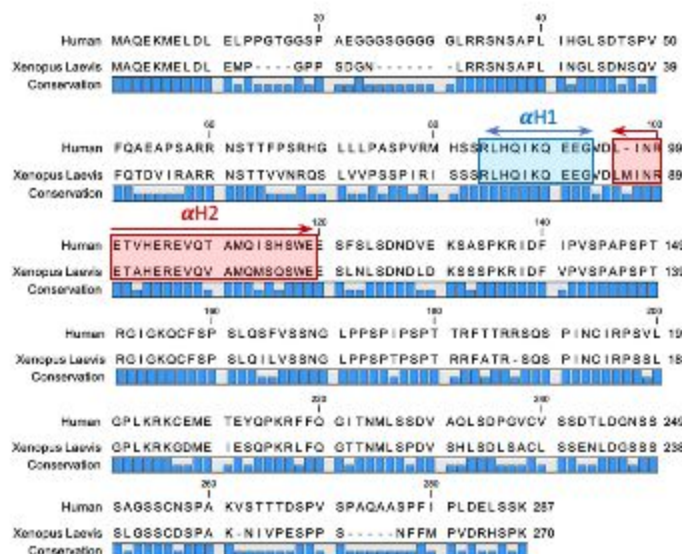 20 40
Human MAQEKMELDL ELPPGTGGSP AEGGGSGGGG GLRRSNSAPL IHGLSDTSPV 50
Xenopus Laevis MAQEKMELDL EMP----GPP SDGN------ -LRRSNSAPL INGLSDNSQV 39
Conservation
αH1
60 80 100
Human FQAEAPSARR NSTTFPSRHG LLLPASPVRM HSSRLHQIKQ EEGVDL-INR 99
Xenopus Laevis FQTDVIRARR NSTTVVNRQS LVVPSSPIRI SSSRLHQIKQ EEGVDLMINR 89
Conservation
αH2
120 140
Human ETVHEREVQT AMQISHSWEE SFSLSDNDVE KSASPKRIDF IPVSPAPSPT 149
Xenopus Laevis ETAHEREVQV AMQMSQSWEE SLNLSDNDLD KSSSPKRIDF VPVSPAPSPT 139
Conservation
160 180 200
Human RGIGKQCFSP SLQSFVSSNG LPPSPIPSPT TRFTTRRSQS PINCIRPSVL 19
Xenopus Laevis RGIGKQCFSP SLQILVSSNG LPPSPTPSPT RRFATR-SQS PINCIRPSSL 18
Conservation
220 240
Human GPLKRKCEME TEYQPKRFFQ GITNMLSSDV AQLSDPGVCV SSDTLDGNSS 249
Xenopus Laevis GPLKRKGDME IESQPKRLFQ GTTNMLSPDV SHLSDLSACL SSENLDGSSS 238
Conservation
260 280
Human SAGSSCNSPA KVSTTTDSPV SPAQAASPFI PLDELSSK 287
Xenopus Laevis SLGSSCDSPA K-NIVPESPP S-----NFFM PVDRHSPK 270
Conservation